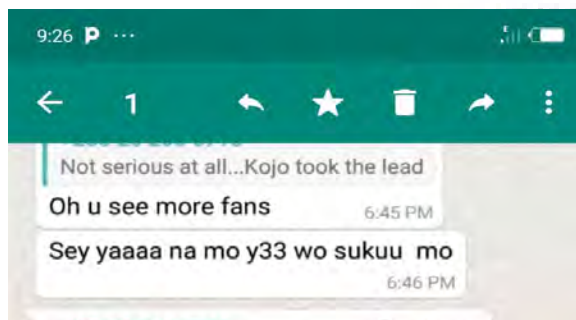 9:26 P ...
1
Not serious at all...Kojo took the lead
Oh u see more fans
6:45 PM
Sey yaaaa na mo y33 wo sukuu mo
6:46 PM